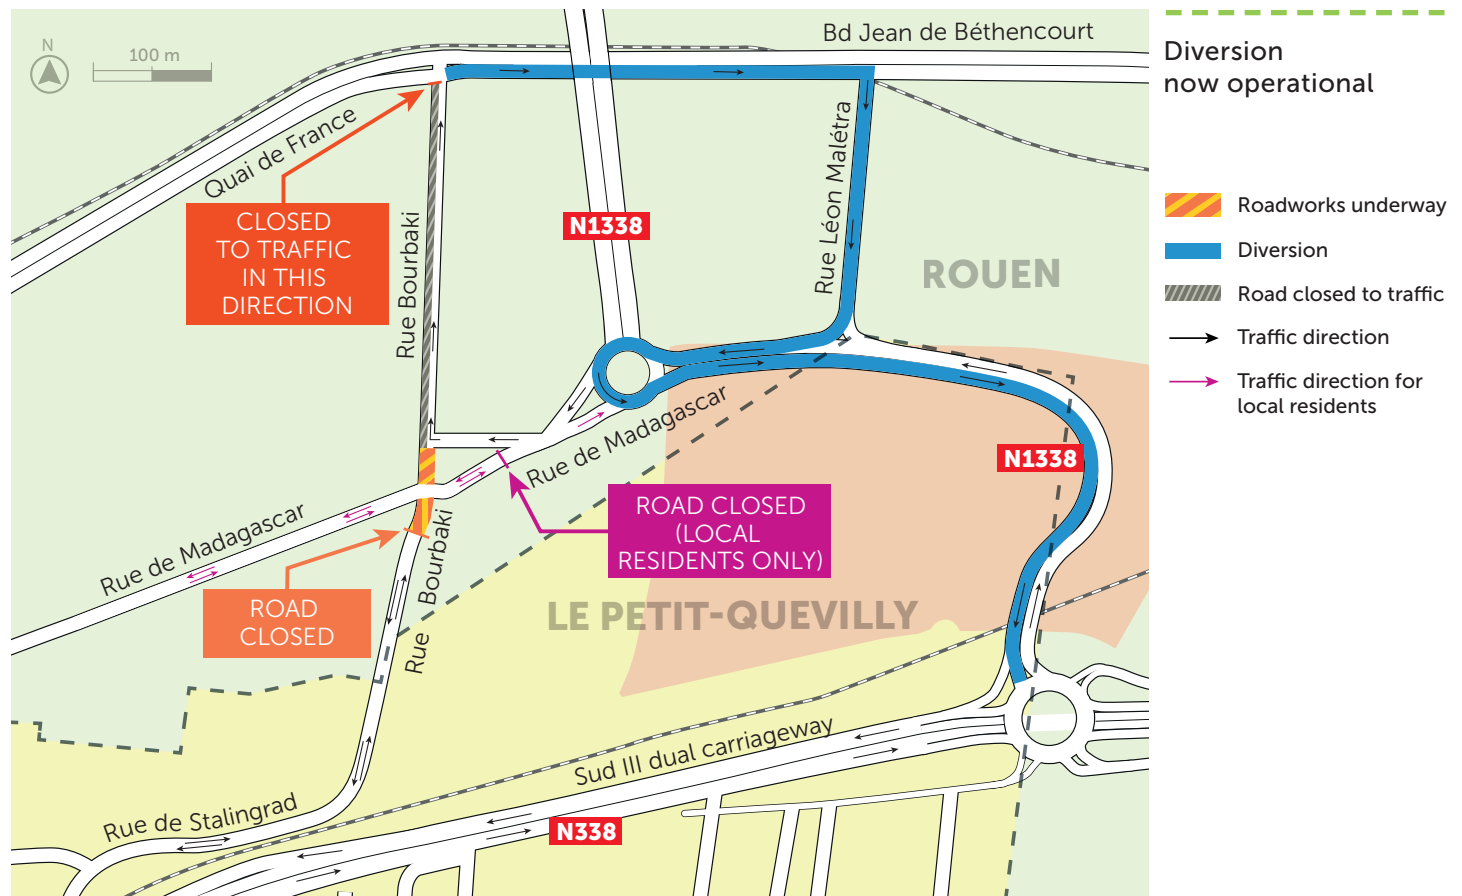 N
100 m
Bd Jean de Béthencourt
Quai de France
CLOSED
TO TRAFFIC
IN THIS
DIRECTION
Rue Bourbaki
N1338
Rue Léon Malétra
ROUEN
Rue de Madagascar
N1338
ROAD CLOSED
(LOCAL
RESIDENTS ONLY)
Rue de Madagascar
ROAD
CLOSED
Rue Bourbaki
LE PETIT-QUEVILLY
Sud III dual carriageway
Rue de Stalingrad
N338
Diversion
now operational
Roadworks underway
Diversion
Road closed to traffic
Traffic direction
Traffic direction for
local residents